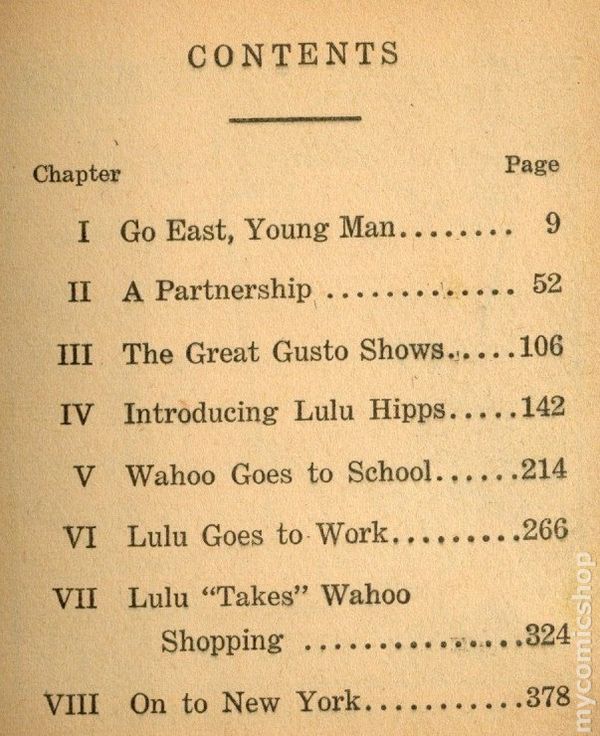 CONTENTS
Chapter Page
I Go East, Young Man........ 9
II A Partnership ............. 52
III The Great Gusto Shows......106
IV Introducing Lulu Hipps.....142
V Wahoo Goes to School......214
VI Lulu Goes to Work.........266
VII Lulu “Takes” Wahoo
Shopping ...............324
VIII On to New York...........378
mycomicshop